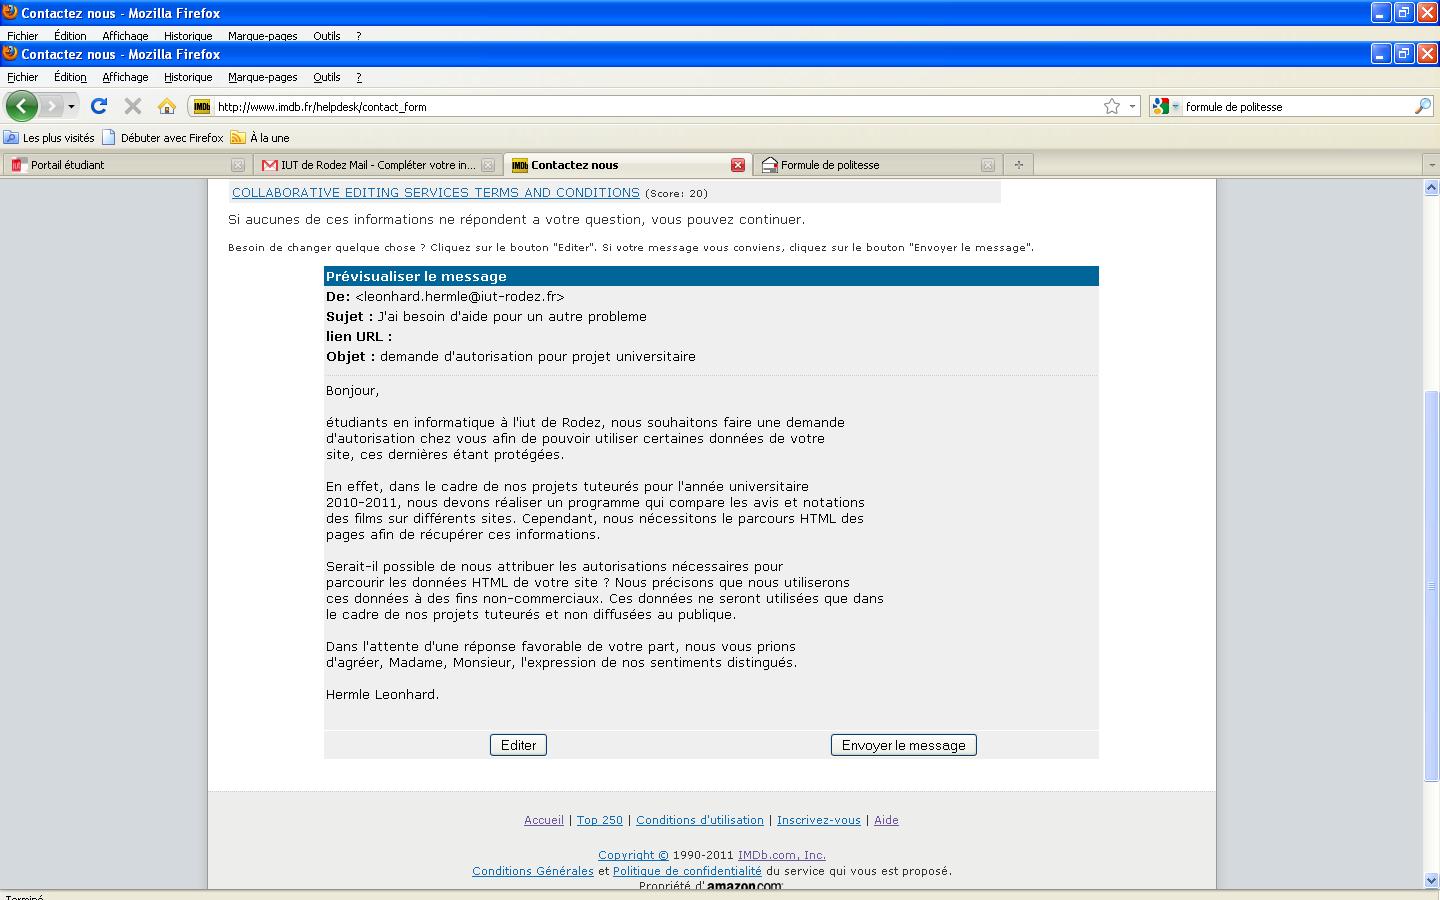 Contactez nous - Mozilla Firefox
Fichier Édition Affichage Historique Marque-pages Outils ?
Contactez nous - Mozilla Firefox
Fichier Édition Affichage Historique Marque-pages Outils ?
IMDb http://www.imdb.fr/helpdesk/contact_form formule de politesse
Les plus visités Débuter avec Firefox À la une
Portail étudiant IUT de Rodez Mail - Compléter votre in... IMDb Contactez nous Formule de politesse
COLLABORATIVE EDITING SERVICES TERMS AND CONDITIONS (Score: 20)
Si aucunes de ces informations ne répondent a votre question, vous pouvez continuer.
Besoin de changer quelque chose ? Cliquez sur le bouton "Editer". Si votre message vous conviens, cliquez sur le bouton "Envoyer le message".
Prévisualiser le message
De: <leonhard.hermle@iut-rodez.fr>
Sujet : J'ai besoin d'aide pour un autre probleme
lien URL :
Objet : demande d'autorisation pour projet universitaire
Bonjour,
étudiants en informatique à l'iut de Rodez, nous souhaitons faire une demande
d'autorisation chez vous afin de pouvoir utiliser certaines données de votre
site, ces dernières étant protégées.
En effet, dans le cadre de nos projets tuteurés pour l'année universitaire
2010-2011, nous devons réaliser un programme qui compare les avis et notations
des films sur différents sites. Cependant, nous nécessitons le parcours HTML des
pages afin de récupérer ces informations.
Serait-il possible de nous attribuer les autorisations nécessaires pour
parcourir les données HTML de votre site ? Nous précisons que nous utiliserons
ces données à des fins non-commerciaux. Ces données ne seront utilisées que dans
le cadre de nos projets tuteurés et non diffusées au publique.
Dans l'attente d'une réponse favorable de votre part, nous vous prions
d'agréer, Madame, Monsieur, l'expression de nos sentiments distingués.
Hermle Leonhard.
Editer Envoyer le message
Accueil | Top 250 | Conditions d'utilisation | Inscrivez-vous | Aide
Copyright © 1990-2011 IMDb.com, Inc.
Conditions Générales et Politique de confidentialité du service qui vous est proposé.
Propriété d'amazon.com.
Terminé